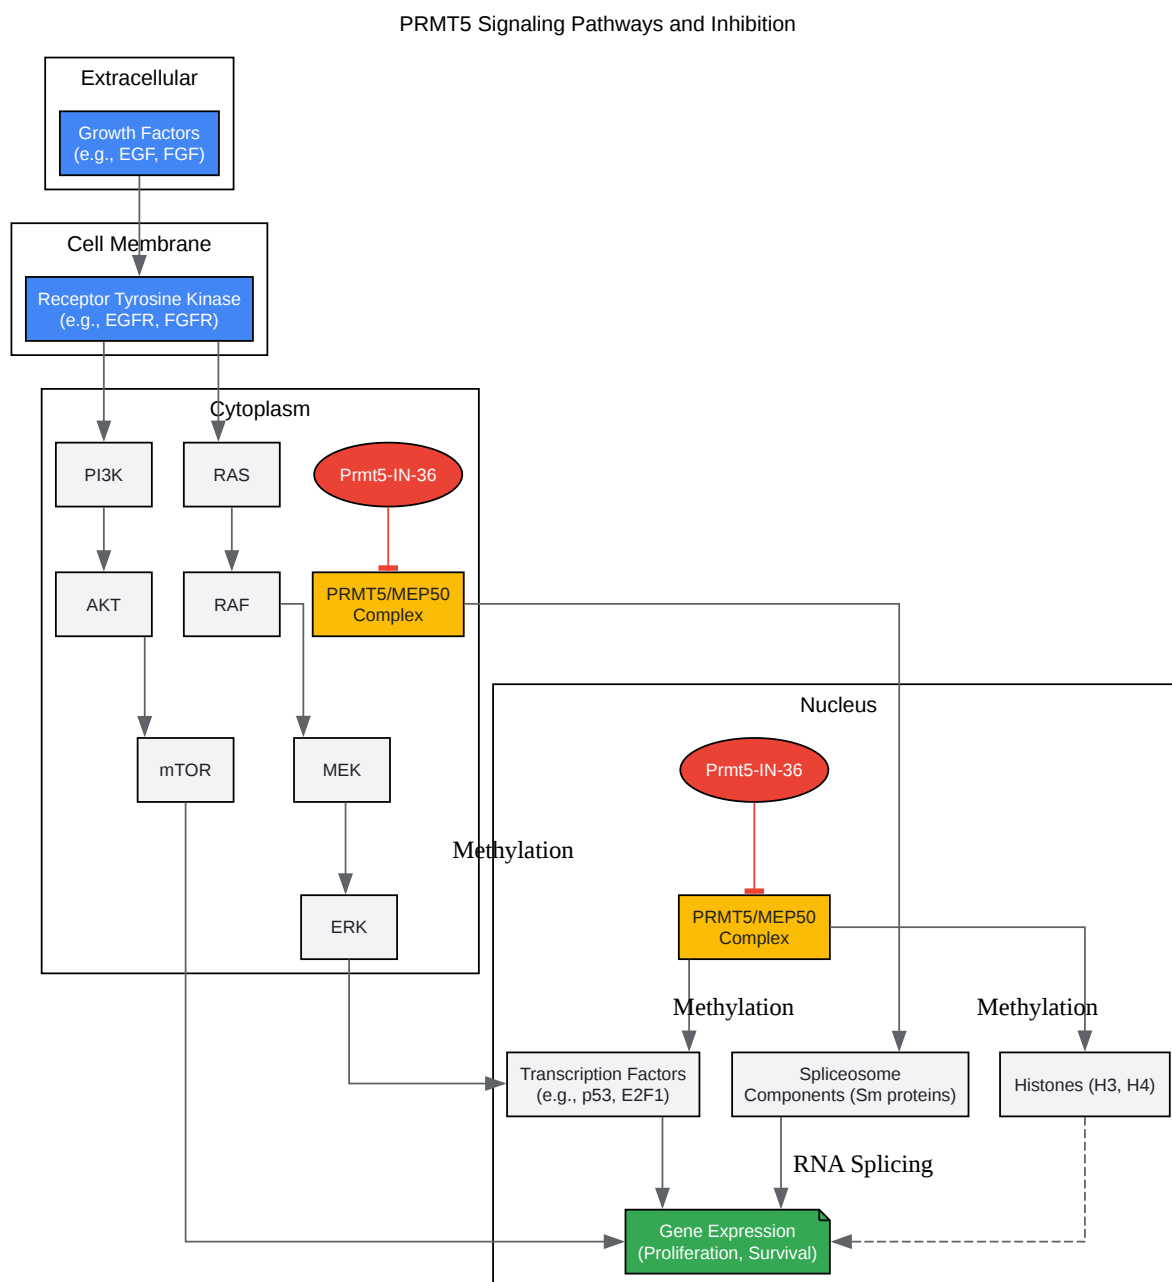 PRMT5 Signaling Pathways and Inhibition
Extracellular
Growth Factors
(e.g., EGF, FGF)
Cell Membrane
Receptor Tyrosine Kinase
(e.g., EGFR, FGFR)
Cytoplasm
PI3K
RAS
Prmt5-IN-36
AKT
RAF
PRMT5/MEP50
Complex
mTOR
MEK
ERK
Methylation
Nucleus
Prmt5-IN-36
PRMT5/MEP50
Complex
Methylation
Methylation
Transcription Factors
(e.g., p53, E2F1)
Spliceosome
Components (Sm proteins)
Histones (H3, H4)
RNA Splicing
Gene Expression
(Proliferation, Survival)